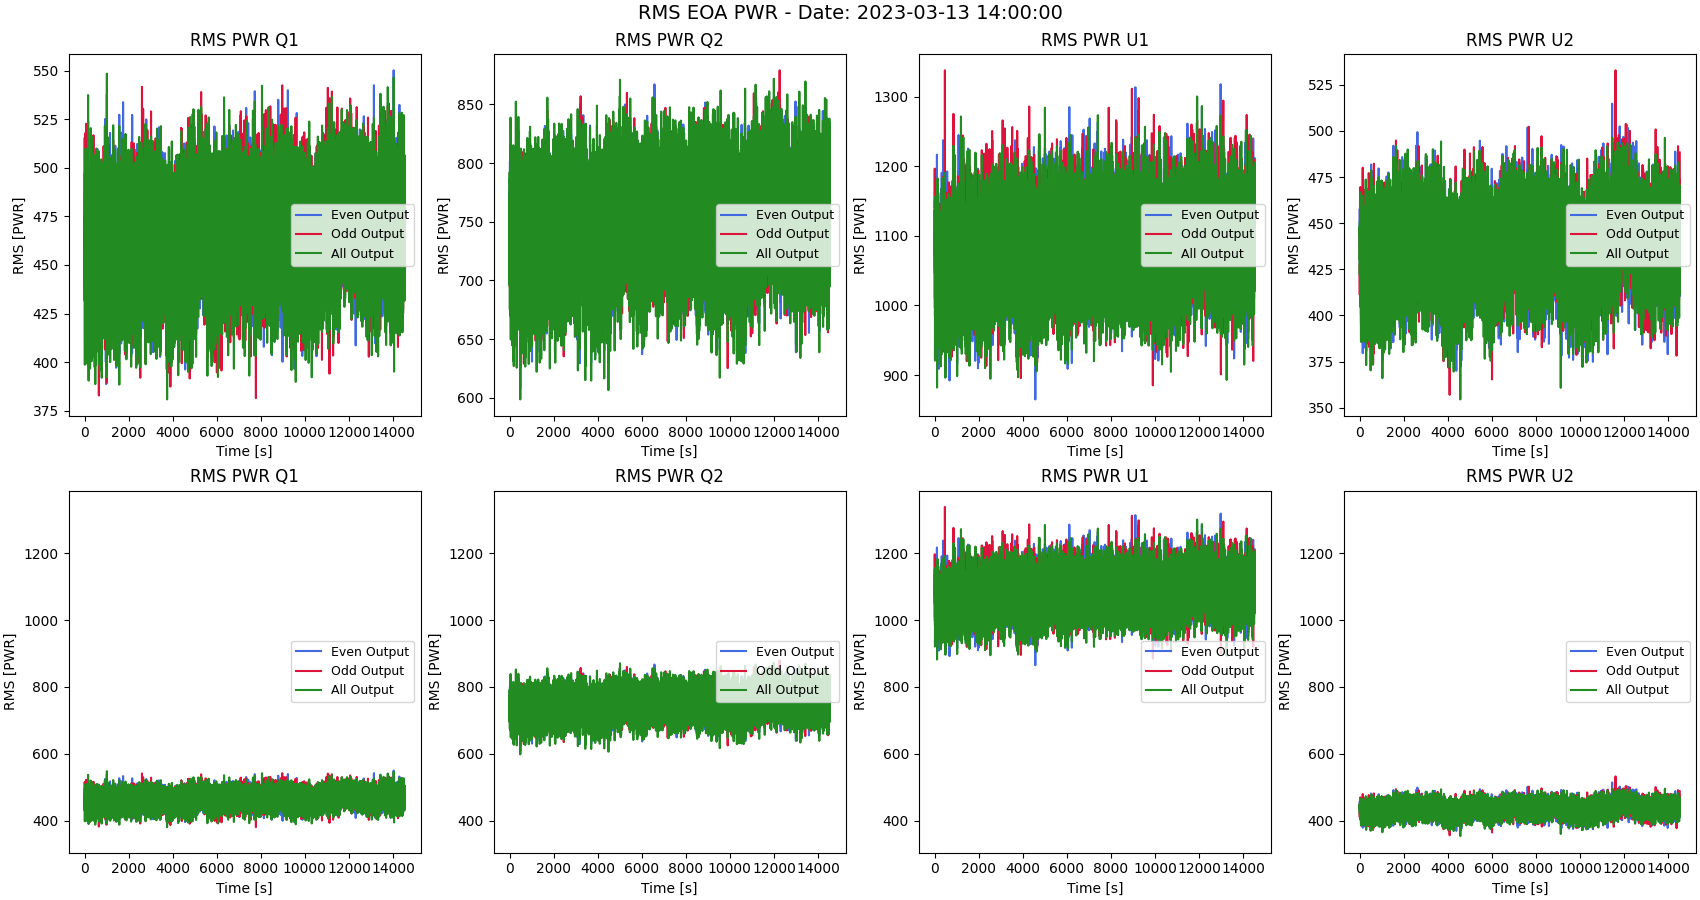 RMS EOA PWR - Date: 2023-03-13 14:00:00
RMS PWR Q1
RMS [PWR]
550
525
500
475
450
425
400
375
0 2000 4000 6000 8000 10000 12000 14000
Time [s]
Even Output
Odd Output
All Output
RMS PWR Q2
RMS [PWR]
850
800
750
700
650
600
0 2000 4000 6000 8000 10000 12000 14000
Time [s]
Even Output
Odd Output
All Output
RMS PWR U1
RMS [PWR]
1300
1200
1100
1000
900
0 2000 4000 6000 8000 10000 12000 14000
Time [s]
Even Output
Odd Output
All Output
RMS PWR U2
RMS [PWR]
525
500
475
450
425
400
375
350
0 2000 4000 6000 8000 10000 12000 14000
Time [s]
Even Output
Odd Output
All Output
RMS PWR Q1
RMS [PWR]
1200
1000
800
600
400
0 2000 4000 6000 8000 10000 12000 14000
Time [s]
Even Output
Odd Output
All Output
RMS PWR Q2
RMS [PWR]
1200
1000
800
600
400
0 2000 4000 6000 8000 10000 12000 14000
Time [s]
Even Output
Odd Output
All Output
RMS PWR U1
RMS [PWR]
1200
1000
800
600
400
0 2000 4000 6000 8000 10000 12000 14000
Time [s]
Even Output
Odd Output
All Output
RMS PWR U2
RMS [PWR]
1200
1000
800
600
400
0 2000 4000 6000 8000 10000 12000 14000
Time [s]
Even Output
Odd Output
All Output